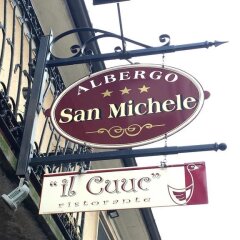 ALBERGO
San Michele
"il Cuuc"
ristorante